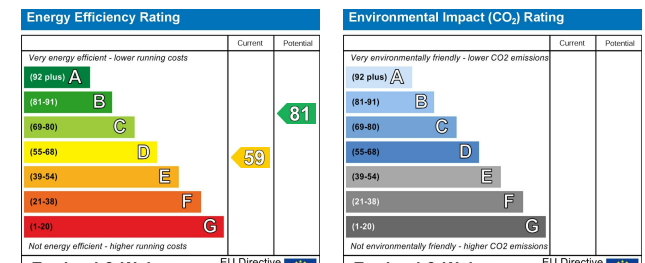 Energy Efficiency Rating
Current Potential
Very energy efficient - lower running costs
(92 plus) A
(81-91) B
81
(69-80) C
(55-68) D
59
(39-54) E
(21-38) F
(1-20) G
Not energy efficient - higher running costs
EU Directive
Environmental Impact (CO₂) Rating
Current Potential
Very environmentally friendly - lower CO2 emissions
(92 plus) A
(81-91) B
(69-80) C
(55-68) D
(39-54) E
(21-38) F
(1-20) G
Not environmentally friendly - higher CO2 emissions
EU Directive